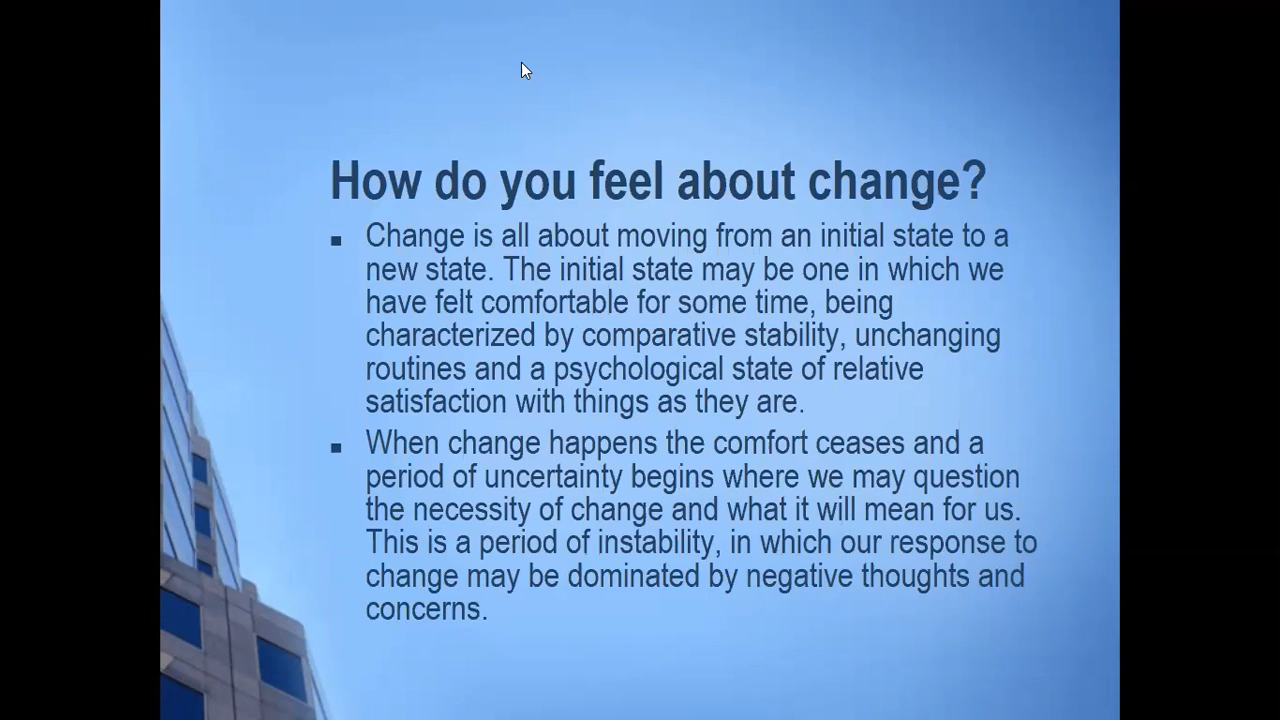 How do you feel about change?
▪ Change is all about moving from an initial state to a
new state. The initial state may be one in which we
have felt comfortable for some time, being
characterized by comparative stability, unchanging
routines and a psychological state of relative
satisfaction with things as they are.
▪ When change happens the comfort ceases and a
period of uncertainty begins where we may question
the necessity of change and what it will mean for us.
This is a period of instability, in which our response to
change may be dominated by negative thoughts and
concerns.